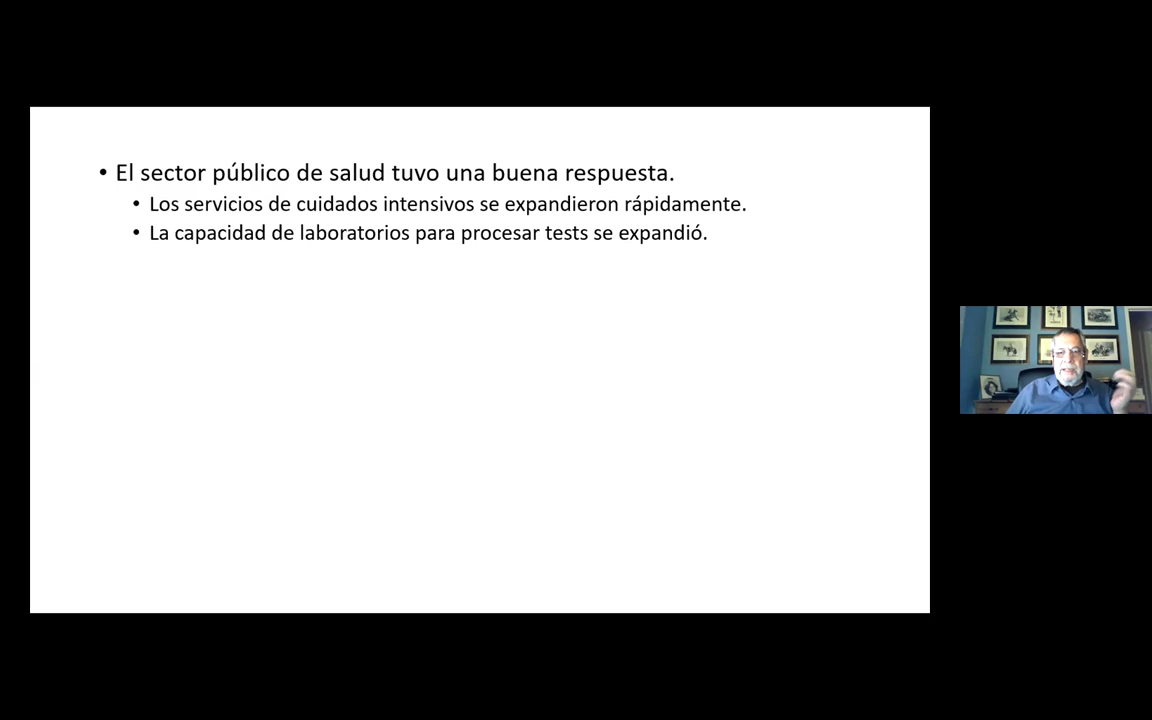 • El sector público de salud tuvo una buena respuesta.
• Los servicios de cuidados intensivos se expandieron rápidamente.
• La capacidad de laboratorios para procesar tests se expandió.